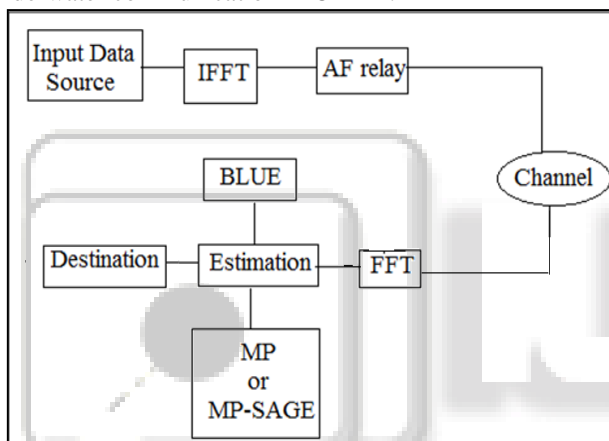 Input Data
Source
IFFT
AF relay
Channel
BLUE
Destination
Estimation
FFT
MP
or
MP-SAGE